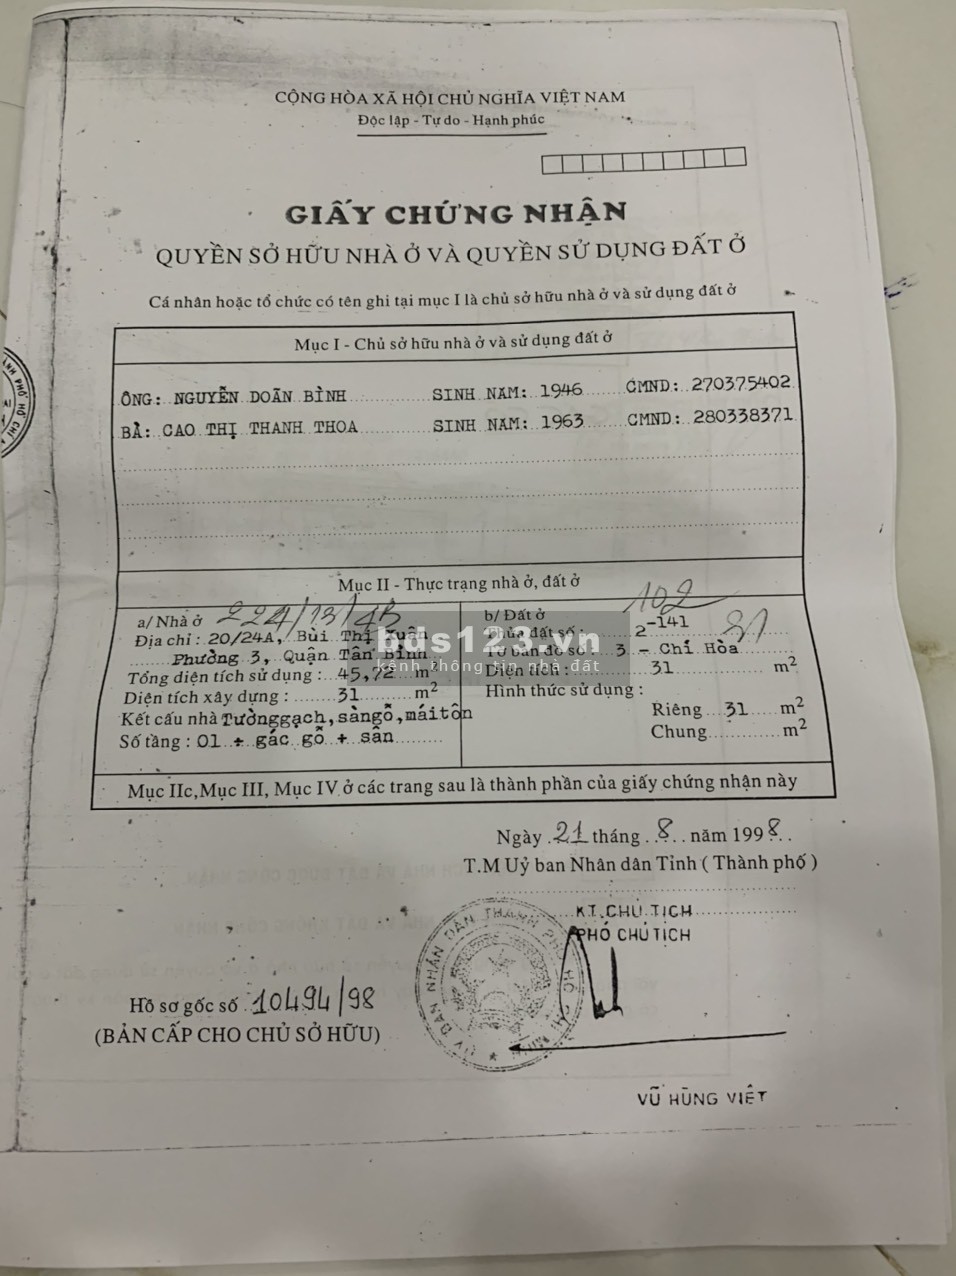 CỘNG HÒA XÃ HỘI CHỦ NGHĨA VIỆT NAM
Độc lập - Tự do - Hạnh phúc
GIẤY CHỨNG NHẬN
QUYỀN SỞ HỮU NHÀ Ở VÀ QUYỀN SỬ DỤNG ĐẤT Ở
Cá nhân hoặc tổ chức có tên ghi tại mục I là chủ sở hữu nhà ở và sử dụng đất ở
Mục I - Chủ sở hữu nhà ở và sử dụng đất ở
ÔNG: NGUYỄN DOÃN BÌNH SINH NĂM: 1946 CMND: 270375402
BÀ: CAO THỊ THANH THOA SINH NĂM: 1963 CMND: 280338371
Mục II - Thực trạng nhà ở, đất ở
a/ Nhà ở 224/13/4B
Địa chỉ : 20/24A, Bùi Thị Xuân
Phường 3, Quận Tân Bình
Tổng diện tích sử dụng : 45,72 m²
Diện tích xây dựng : 31 m²
Kết cấu nhà Tườnggạch, sàngỗ, máitôn
Số tầng : 01 + gác gỗ + sân
b/ Đất ở 102
Thửa đất số : 2-141
Tờ bản đồ số : 3 - Chí Hòa
Diện tích : 31 m²
Hình thức sử dụng :
Riêng 31 m²
Chung m²
bds123.vn
kênh thông tin nhà đất
Mục IIc, Mục III, Mục IV ở các trang sau là thành phần của giấy chứng nhận này
Ngày 21 tháng 8 năm 1998
T.M Uỷ ban Nhân dân Tỉnh ( Thành phố )
KT. CHỦ TỊCH
PHÓ CHỦ TỊCH
Hồ sơ gốc số 10494/98
(BẢN CẤP CHO CHỦ SỞ HỮU)
VŨ HÙNG VIỆT